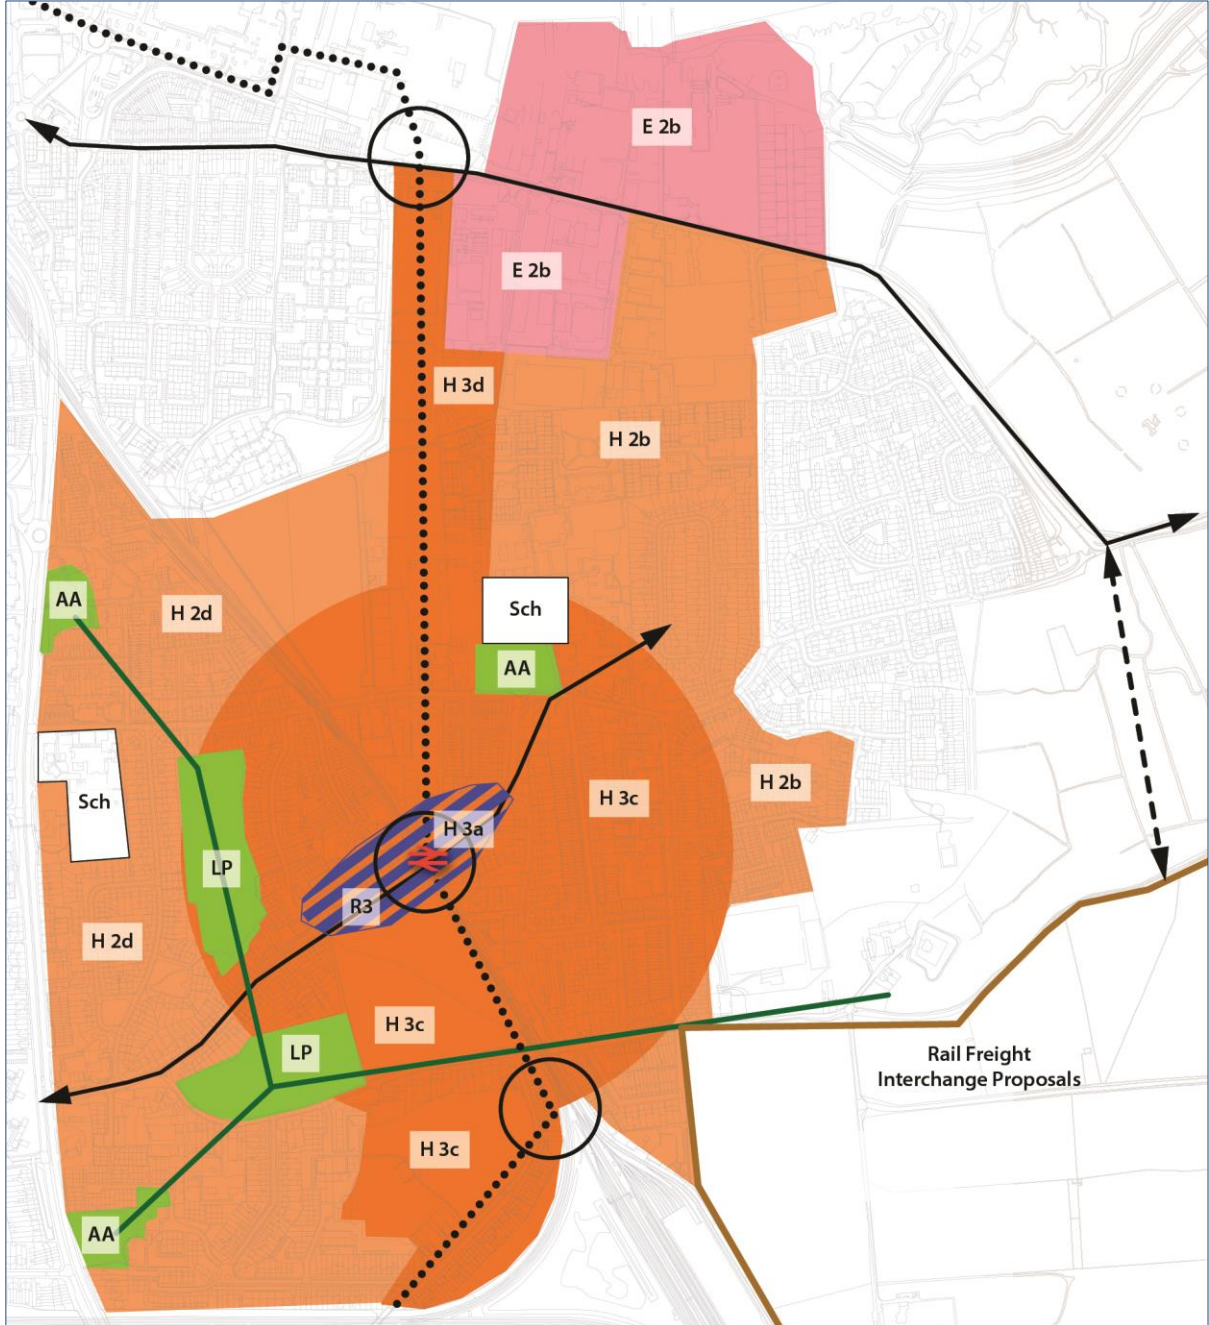 E 2b
E 2b
H 3d
H 2b
AA
H 2d
Sch
AA
H 2b
H 3c
Sch
H 3a
LP
R3
H 2d
H 3c
LP
Rail Freight
Interchange Proposals
H 3c
AA